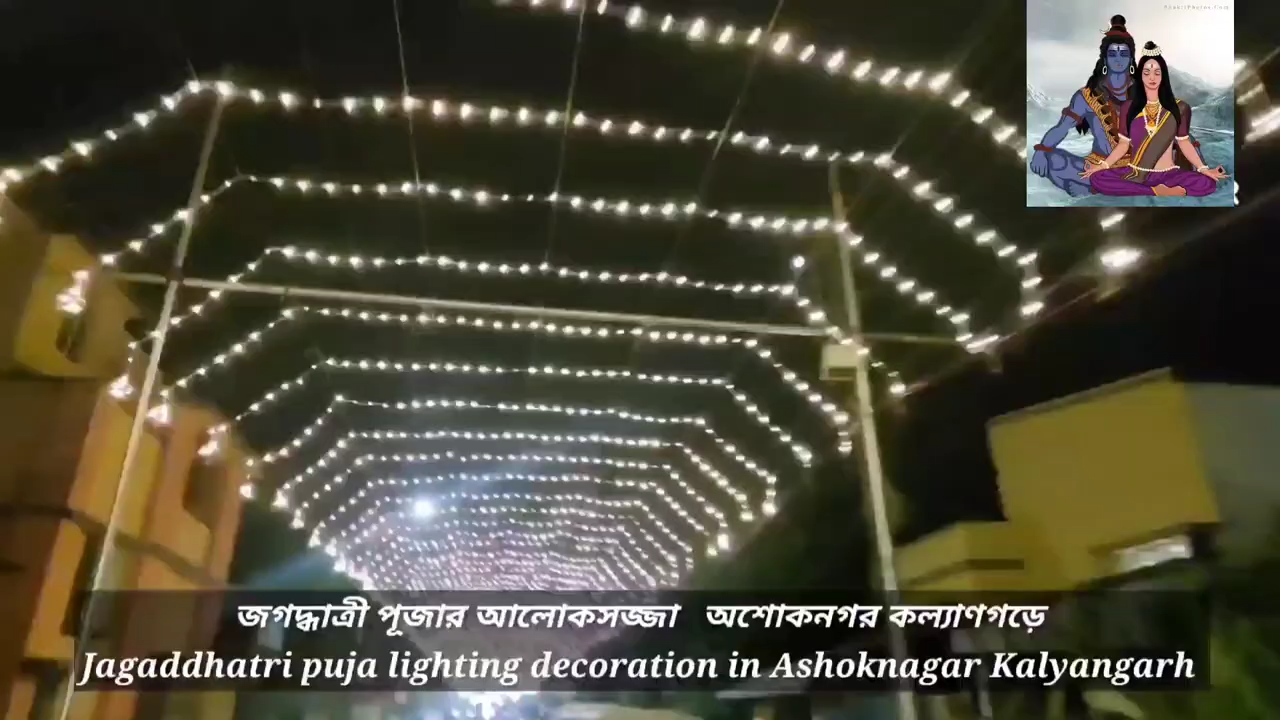 জগদ্ধাত্রী পূজার আলোকসজ্জা অশোকনগর কল্যাণগড়ে
Jagaddhatri puja lighting decoration in Ashoknagar Kalyangarh